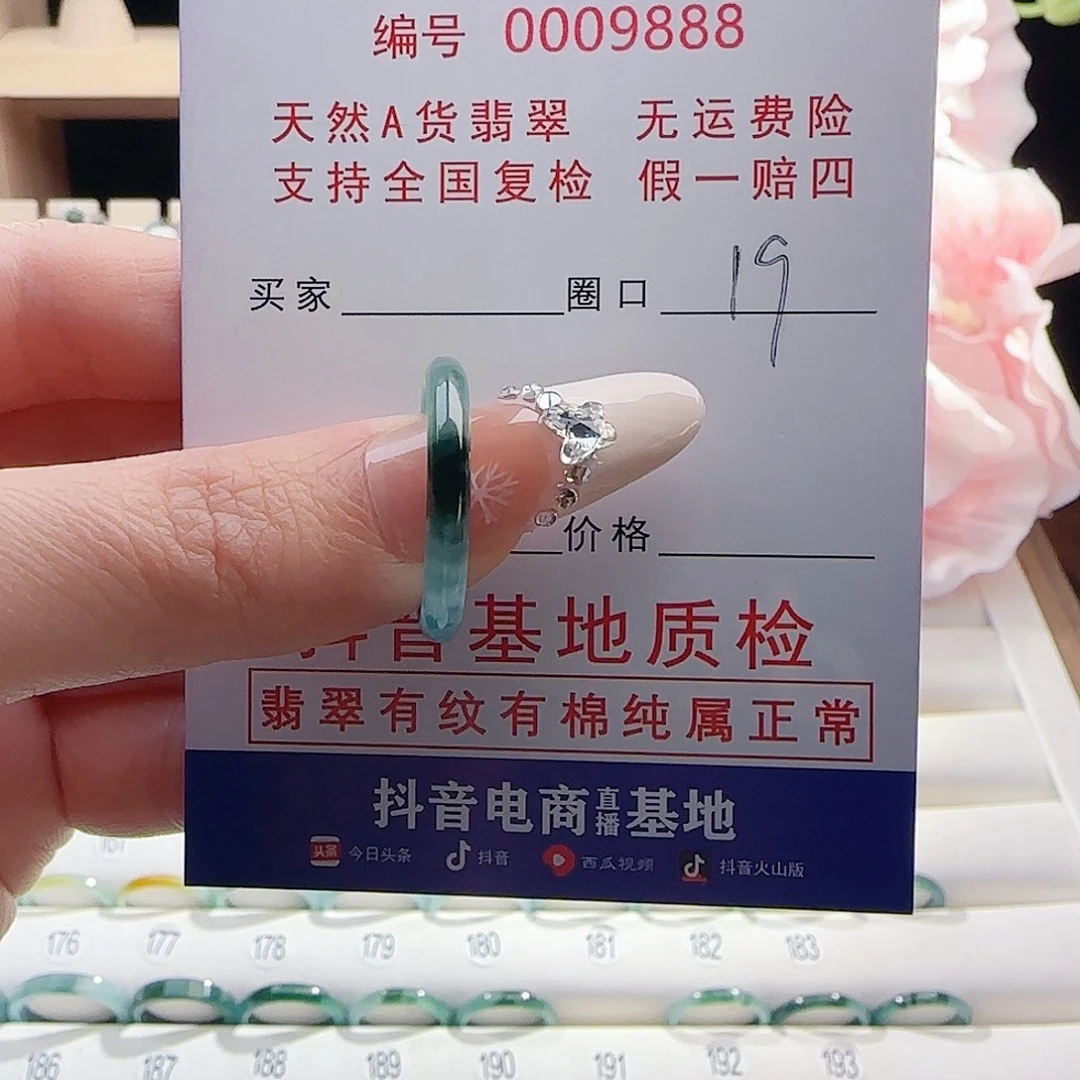 编号 0009888
天然A货翡翠 无运费险
支持全国复检 假一赔四
买家 圈口 19
价格
抖音基地质检
翡翠有纹有棉纯属正常
抖音电商直播基地
头条 今日头条 抖音 西瓜视频 抖音火山版
176 177 178 179 180 181 182 183
186 187 188 189 190 191 192 193